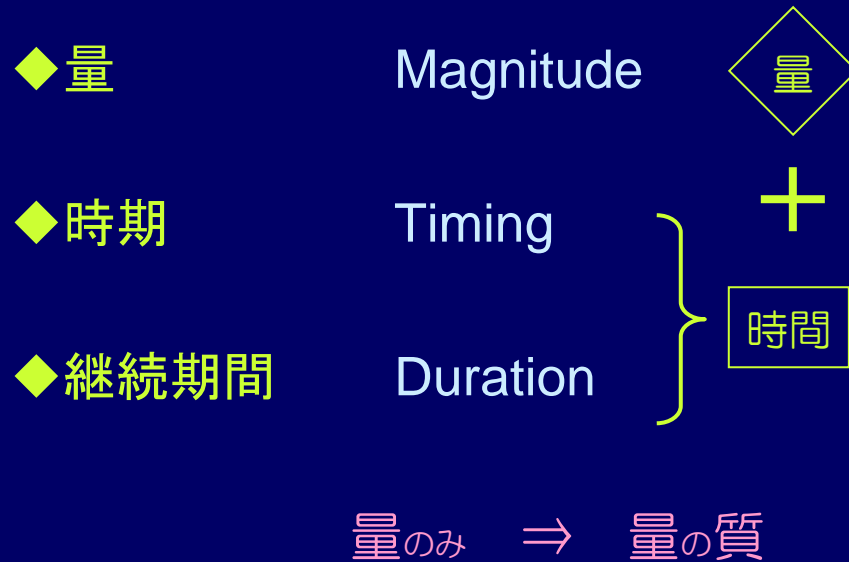 ◆量 Magnitude 量
＋
◆時期 Timing
時間
◆継続期間 Duration
量のみ ⇒ 量の質